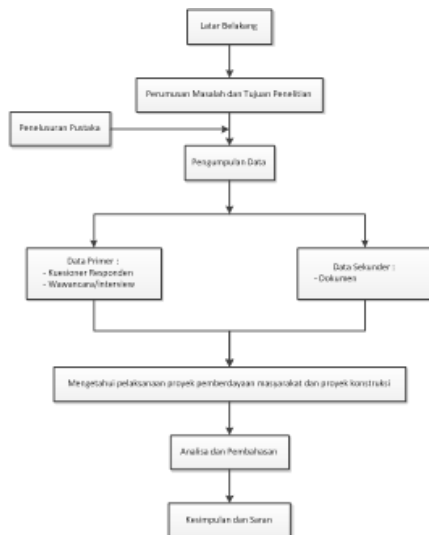 Latar Belakang
Perumusan Masalah dan Tujuan Penelitian
Penelusuran Pustaka
Pengumpulan Data
Data Primer :
- Kuesioner Responden
- Wawancara/Interview
Data Sekunder :
- Dokumen
Mengetahui pelaksanaan proyek pemberdayaan masyarakat dan proyek konstruksi
Analisa dan Pembahasan
Kesimpulan dan Saran